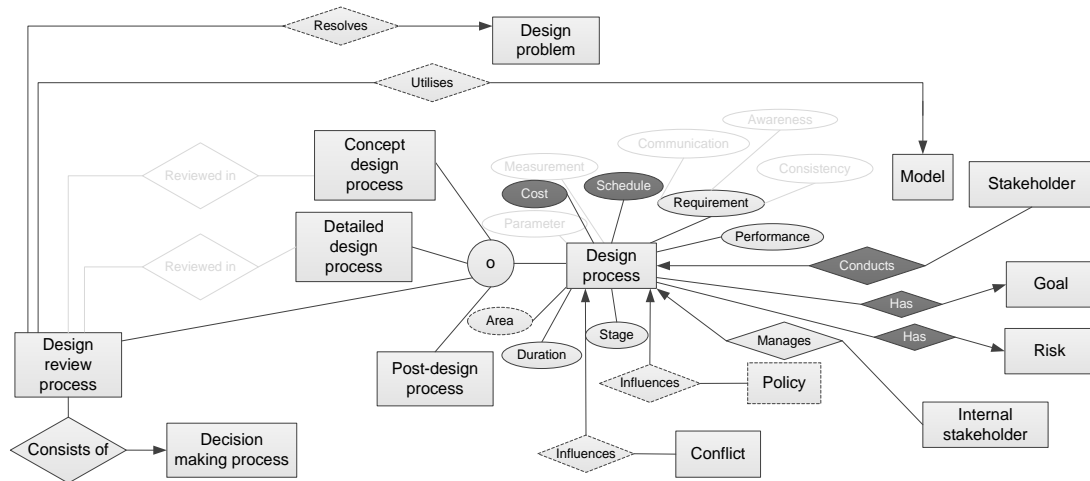 Resolves
Design
problem
Utilises
Awareness
Communication
Concept
design
process
Measurement
Consistency
Reviewed in
Cost
Schedule
Requirement
Model
Stakeholder
Parameter
Detailed
design
process
Performance
Reviewed in
o
Design
process
Conducts
Goal
Has
Area
Stage
Has
Risk
Design
review
process
Duration
Manages
Post-design
process
Influences
Policy
Internal
stakeholder
Consists of
Decision
making process
Influences
Conflict